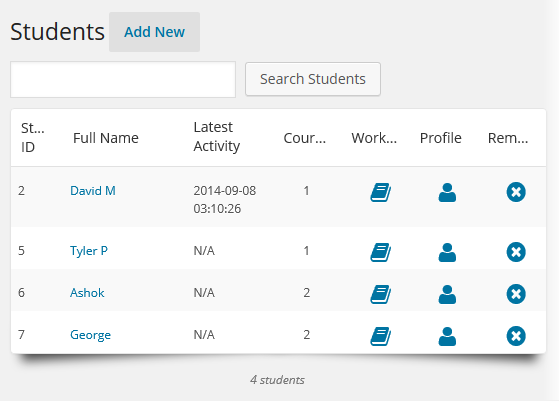 Students Add New
Search Students
St... ID Full Name Latest Activity Cour... Work... Profile Rem...
2 David M 2014-09-08 03:10:26 1
5 Tyler P N/A 1
6 Ashok N/A 2
7 George N/A 2
4 students